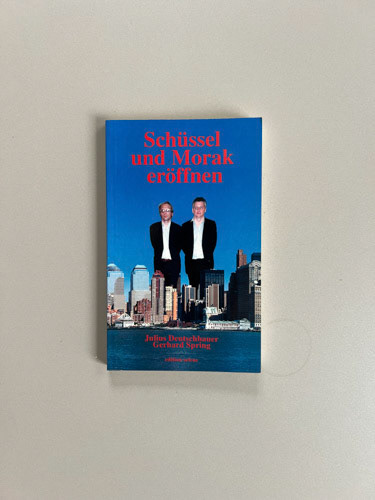 Schüssel
und Morak
eröffnen
Julius Deutschbauer
Gerhard Spring